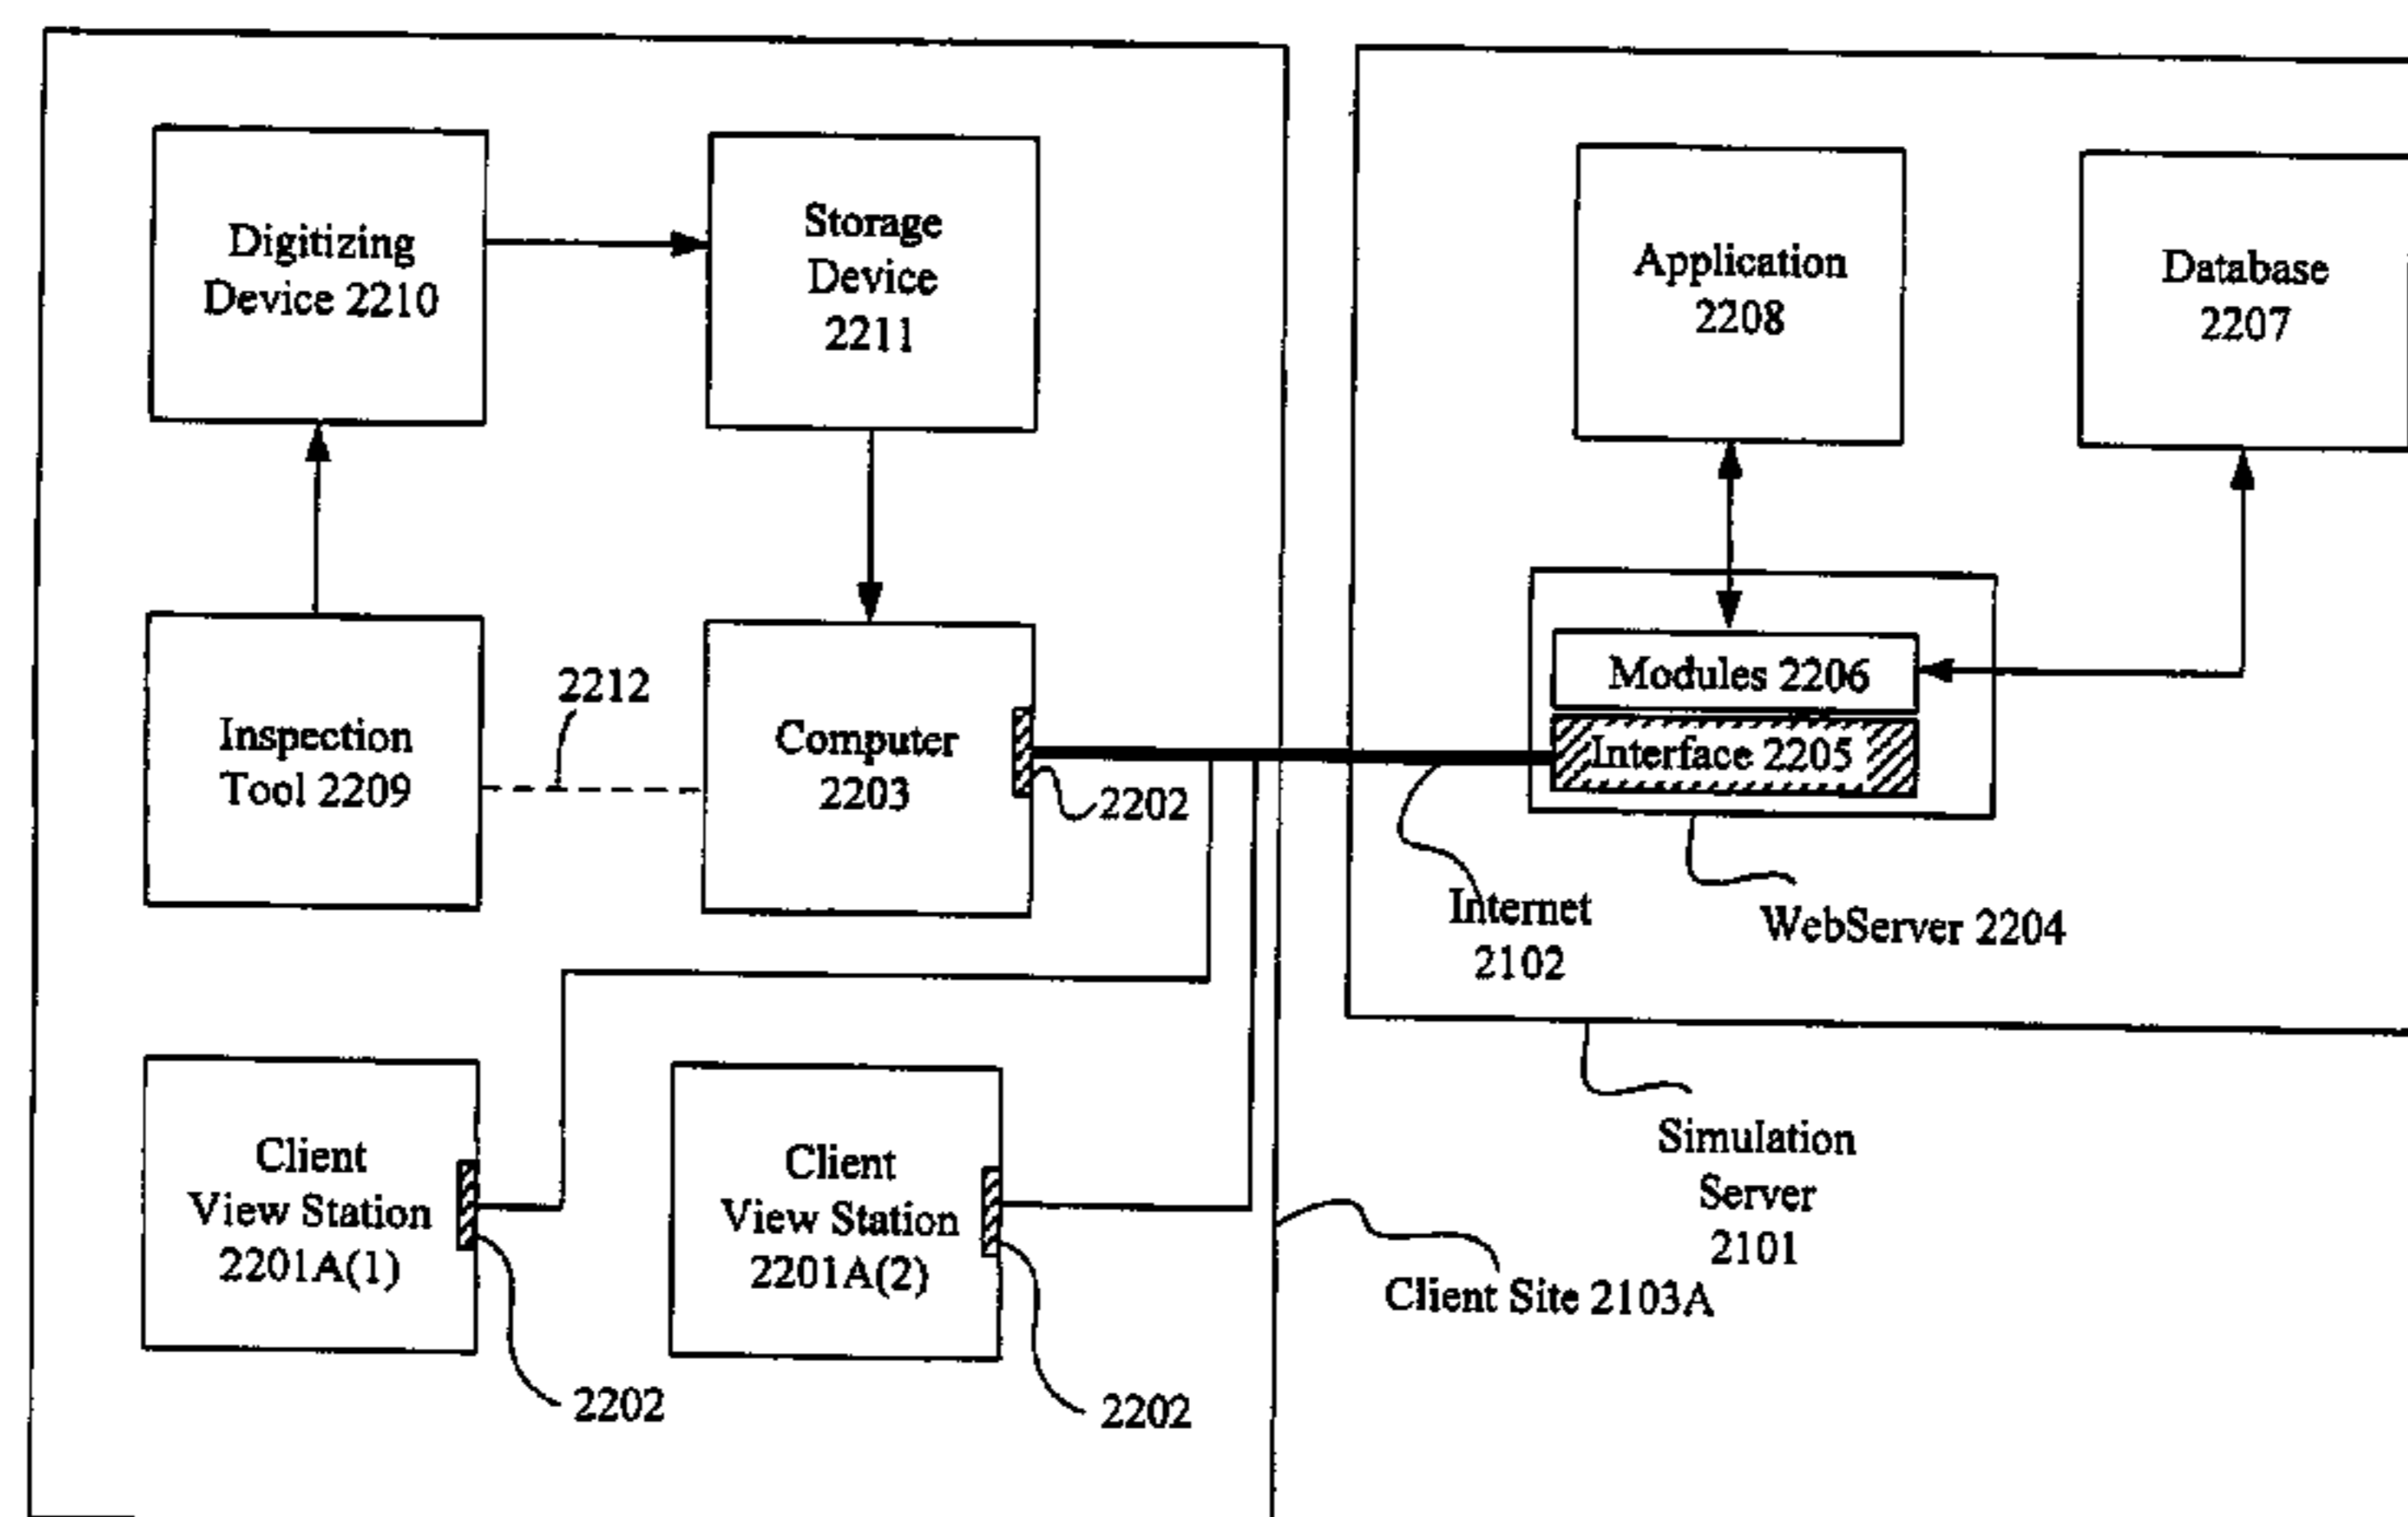 Digitizing
Device 2210
Storage
Device
2211
Application
2208
Database
2207
Inspection
Tool 2209
2212
Computer
2203
2202
Modules 2206
Interface 2205
Internet
2102
WebServer 2204
Client
View Station
2201A(1)
2202
Client
View Station
2201A(2)
2202
Simulation
Server
2101
Client Site 2103A